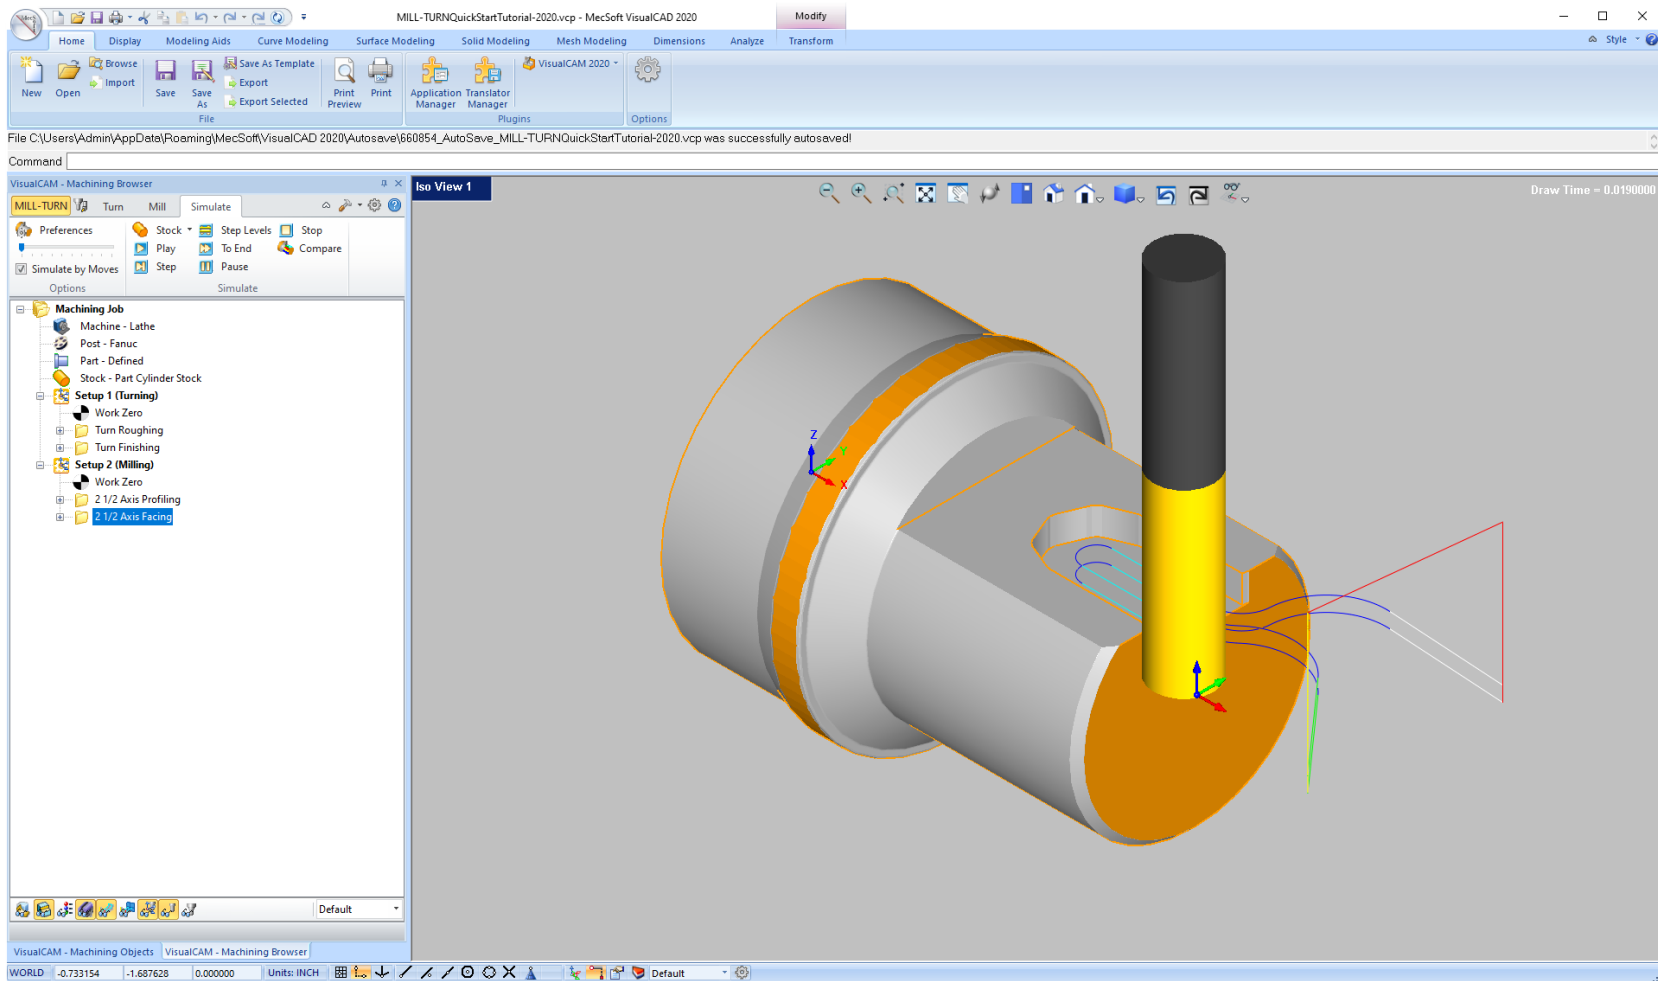 MILL-TURNQuickStartTutorial-2020.vcp - MecSoft VisualCAD 2020
Modify
Home Display Modeling Aids Curve Modeling Surface Modeling Solid Modeling Mesh Modeling Dimensions Analyze Transform Style
New
Open
Browse
Import
Save
Save As
Save As Template
Export
Export Selected
Print Preview
Print
File
Application Manager
Translator Manager
VisualCAM 2020
Plugins
Options
File C:\Users\Admin\AppData\Roaming\MecSoft\VisualCAD 2020\Autosave\660854_AutoSave_MILL-TURNQuickStartTutorial-2020.vcp was successfully autosaved!
Command
VisualCAM - Machining Browser
MILL-TURN Turn Mill Simulate
Preferences
Simulate by Moves
Options
Stock Step Levels Stop
Play To End Compare
Step Pause
Simulate
Machining Job
Machine - Lathe
Post - Fanuc
Part - Defined
Stock - Part Cylinder Stock
Setup 1 (Turning)
Work Zero
Turn Roughing
Turn Finishing
Setup 2 (Milling)
Work Zero
2 1/2 Axis Profiling
2 1/2 Axis Facing
Default
VisualCAM - Machining Objects VisualCAM - Machining Browser
Iso View 1
Draw Time = 0.0190000
Z
Y
X
WORLD -0.733154 -1.687628 0.000000 Units: INCH Default